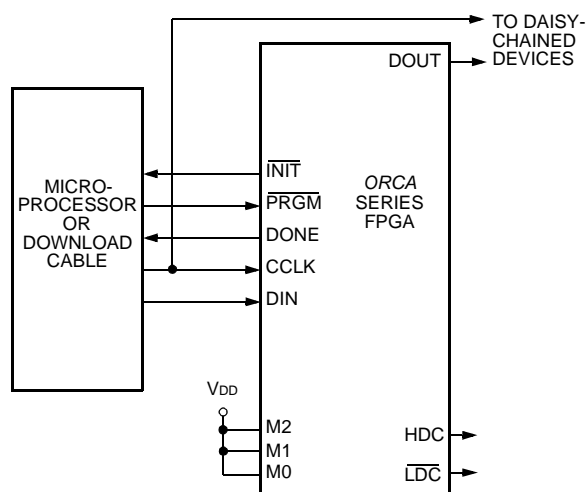 TO DAISY-
CHAINED
DEVICES
DOUT
MICRO-
PROCESSOR
OR
DOWNLOAD
CABLE
INIT
PRGM
DONE
CCLK
DIN
ORCA
SERIES
FPGA
VDD
M2
M1
M0
HDC
LDC